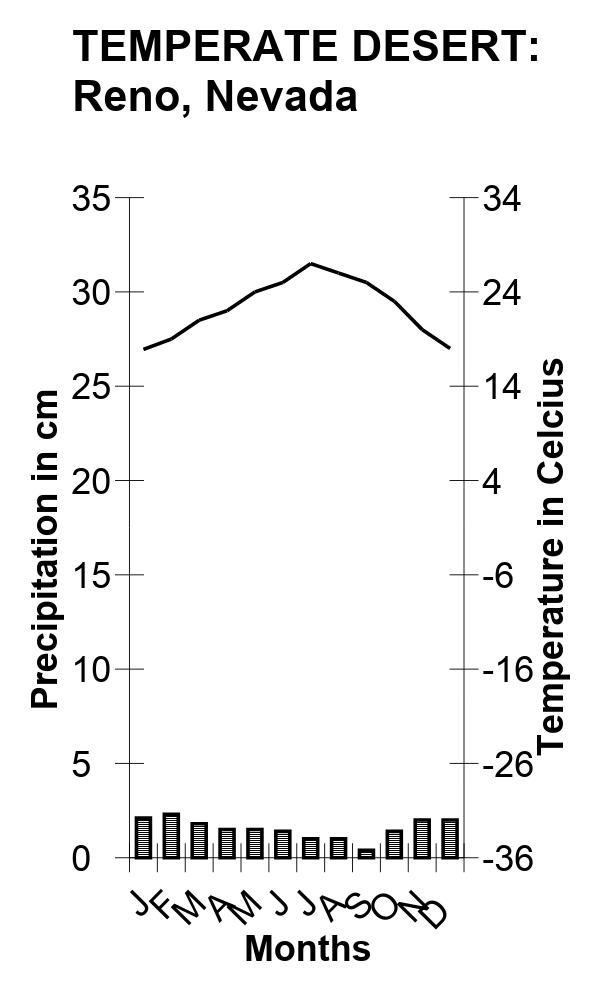 TEMPERATE DESERT:
Reno, Nevada
35
30
25
20
15
10
5
0
Precipitation in cm
34
24
14
4
-6
-16
-26
-36
Temperature in Celcius
J F M A M J J A S O N D
Months